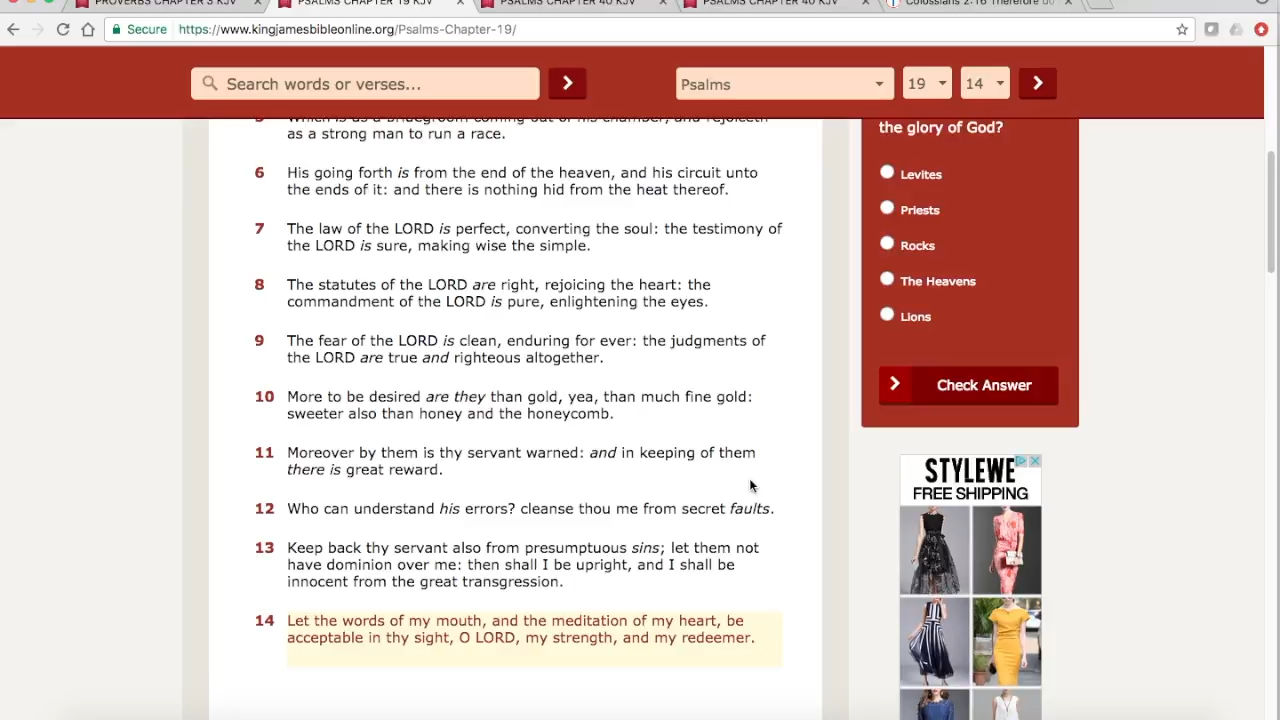 PROVERBS CHAPTER 3 KJV
PSALMS CHAPTER 19 KJV
PSALMS CHAPTER 40 KJV
PSALMS CHAPTER 40 KJV
Colossians 2:16 Therefore do
Secure https://www.kingjamesbibleonline.org/Psalms-Chapter-19/
Search words or verses...
Psalms
19
14
5 Which is as a bridegroom coming out of his chamber, and rejoiceth
as a strong man to run a race.
6 His going forth is from the end of the heaven, and his circuit unto
the ends of it: and there is nothing hid from the heat thereof.
7 The law of the LORD is perfect, converting the soul: the testimony of
the LORD is sure, making wise the simple.
8 The statutes of the LORD are right, rejoicing the heart: the
commandment of the LORD is pure, enlightening the eyes.
9 The fear of the LORD is clean, enduring for ever: the judgments of
the LORD are true and righteous altogether.
10 More to be desired are they than gold, yea, than much fine gold:
sweeter also than honey and the honeycomb.
11 Moreover by them is thy servant warned: and in keeping of them
there is great reward.
12 Who can understand his errors? cleanse thou me from secret faults.
13 Keep back thy servant also from presumptuous sins; let them not
have dominion over me: then shall I be upright, and I shall be
innocent from the great transgression.
14 Let the words of my mouth, and the meditation of my heart, be
acceptable in thy sight, O LORD, my strength, and my redeemer.
the glory of God?
Levites
Priests
Rocks
The Heavens
Lions
Check Answer
STYLEWE
FREE SHIPPING